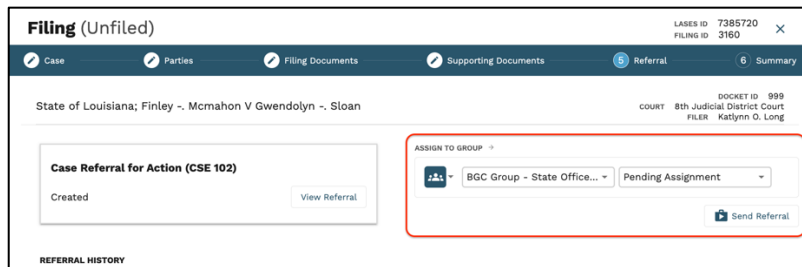 Filing (Unfiled)
LASES ID 7385720
FILING ID 3160
Case
Parties
Filing Documents
Supporting Documents
5 Referral
6 Summary
State of Louisiana; Finley -. Mcmahon V Gwendolyn -. Sloan
DOCKET ID 999
COURT 8th Judicial District Court
FILER Katlynn O. Long
Case Referral for Action (CSE 102)
Created
View Referral
ASSIGN TO GROUP
BGC Group - State Office...
Pending Assignment
Send Referral
REFERRAL HISTORY